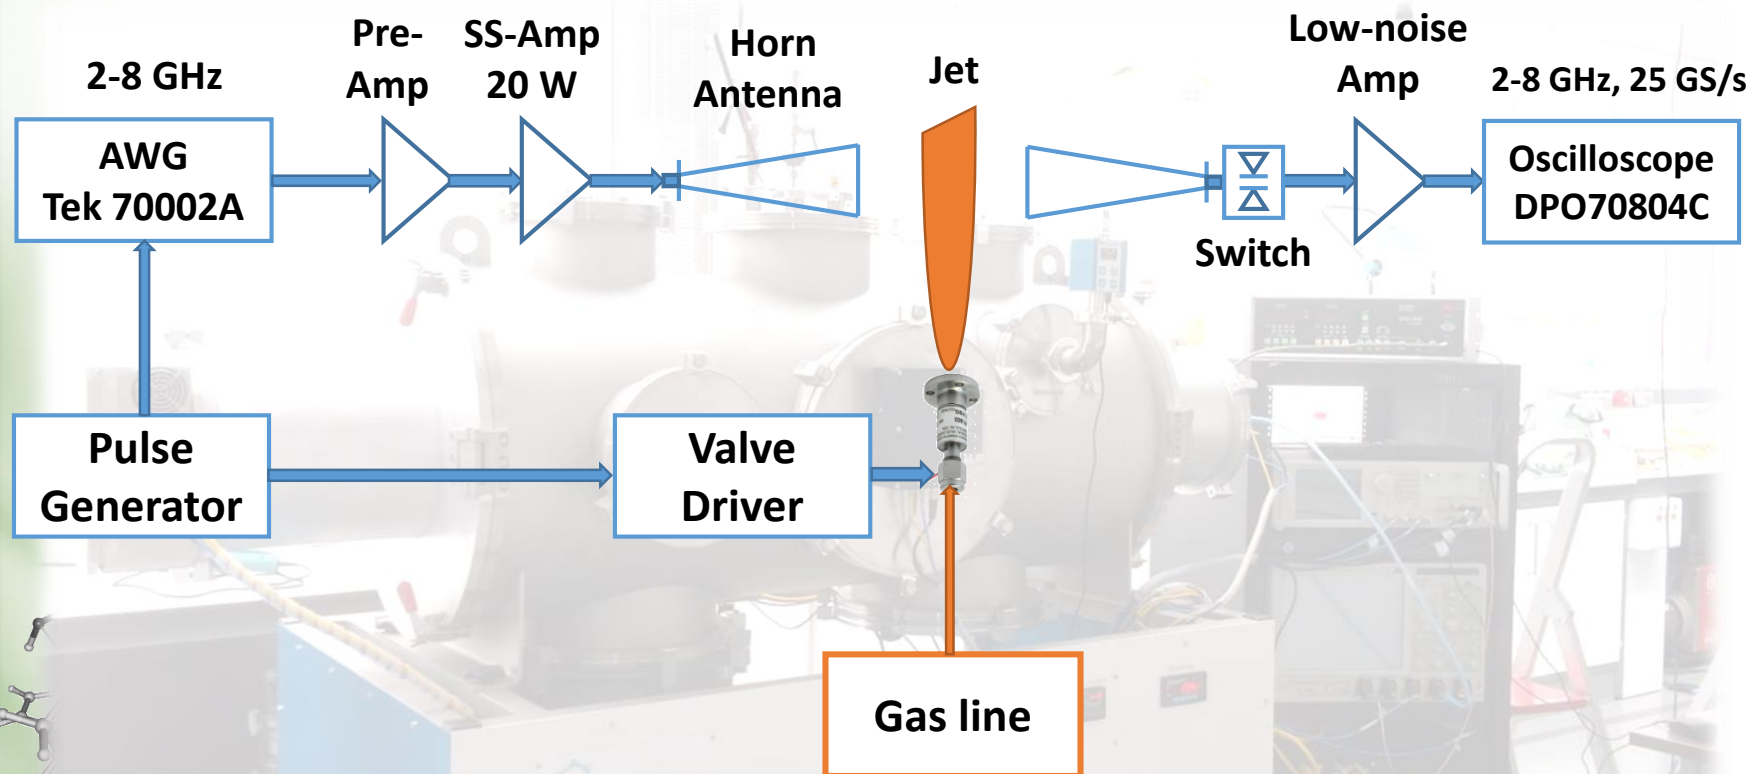 2-8 GHz
AWG
Tek 70002A
Pre-
Amp
SS-Amp
20 W
Horn
Antenna
Jet
Low-noise
Amp
2-8 GHz, 25 GS/s
Oscilloscope
DPO70804C
Switch
Pulse
Generator
Valve
Driver
Gas line